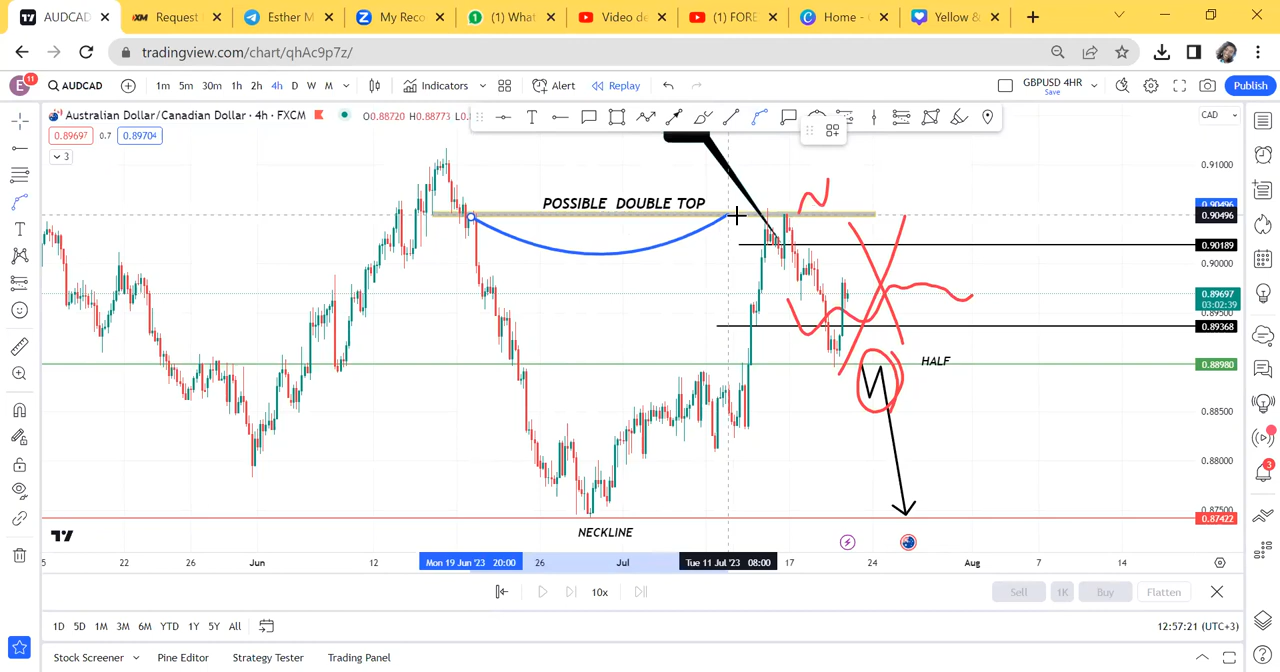 AUDCAD
XM Request
Esther M
Z My Reco
1 (1) What
Video de
(1) FORE
Home -
Yellow &
tradingview.com/chart/qhAc9p7z/
E 11 AUDCAD 1m 5m 30m 1h 2h 4h D W M Indicators Alert Replay GBPUSD 4HR Save Publish
Australian Dollar/Canadian Dollar · 4h · FXCM O0.88720 H0.88773 L0. CAD
0.89697 0.7 0.89704
3
0.91000
POSSIBLE DOUBLE TOP
0.90496
0.90496
0.90189
0.90000
0.89697
03:02:39
0.89500
0.89368
HALF
0.88980
0.88500
0.88000
0.87500
0.87422
NECKLINE
5 22 26 Jun 12 Mon 19 Jun '23 20:00 26 Jul Tue 11 Jul '23 08:00 17 24 Aug 7 14
10x Sell 1K Buy Flatten
1D 5D 1M 3M 6M YTD 1Y 5Y All 12:57:21 (UTC+3)
Stock Screener Pine Editor Strategy Tester Trading Panel
3